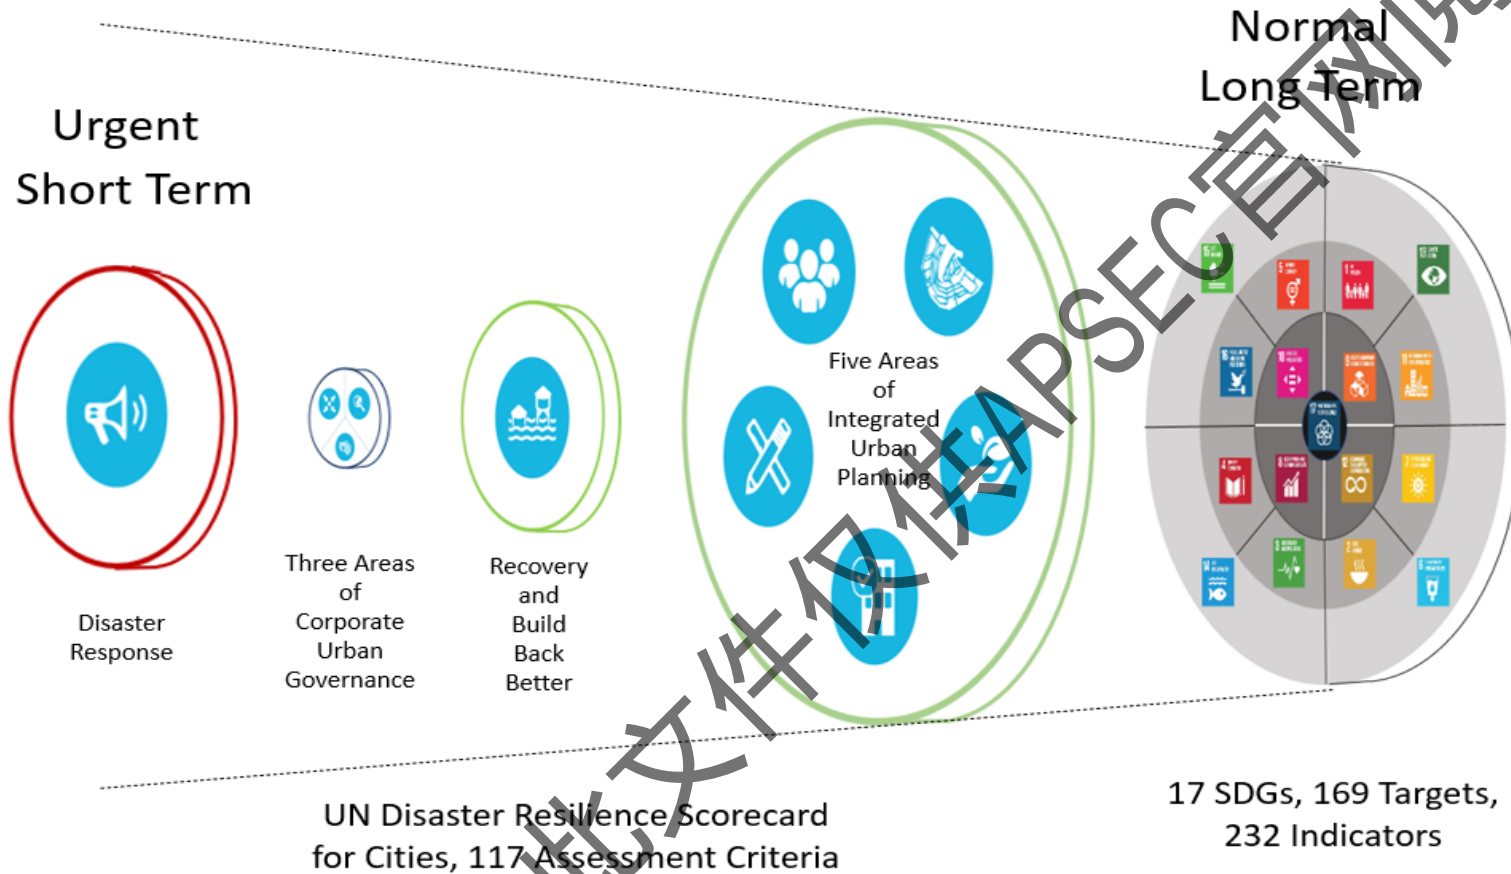 Normal
Long Term
Urgent
Short Term
Five Areas
of
Integrated
Urban
Planning
Three Areas
of
Corporate
Urban
Governance
Recovery
and
Build
Back
Better
Disaster
Response
UN Disaster Resilience Scorecard
for Cities, 117 Assessment Criteria
17 SDGs, 169 Targets,
232 Indicators
此文件仅供APSEC官网阅